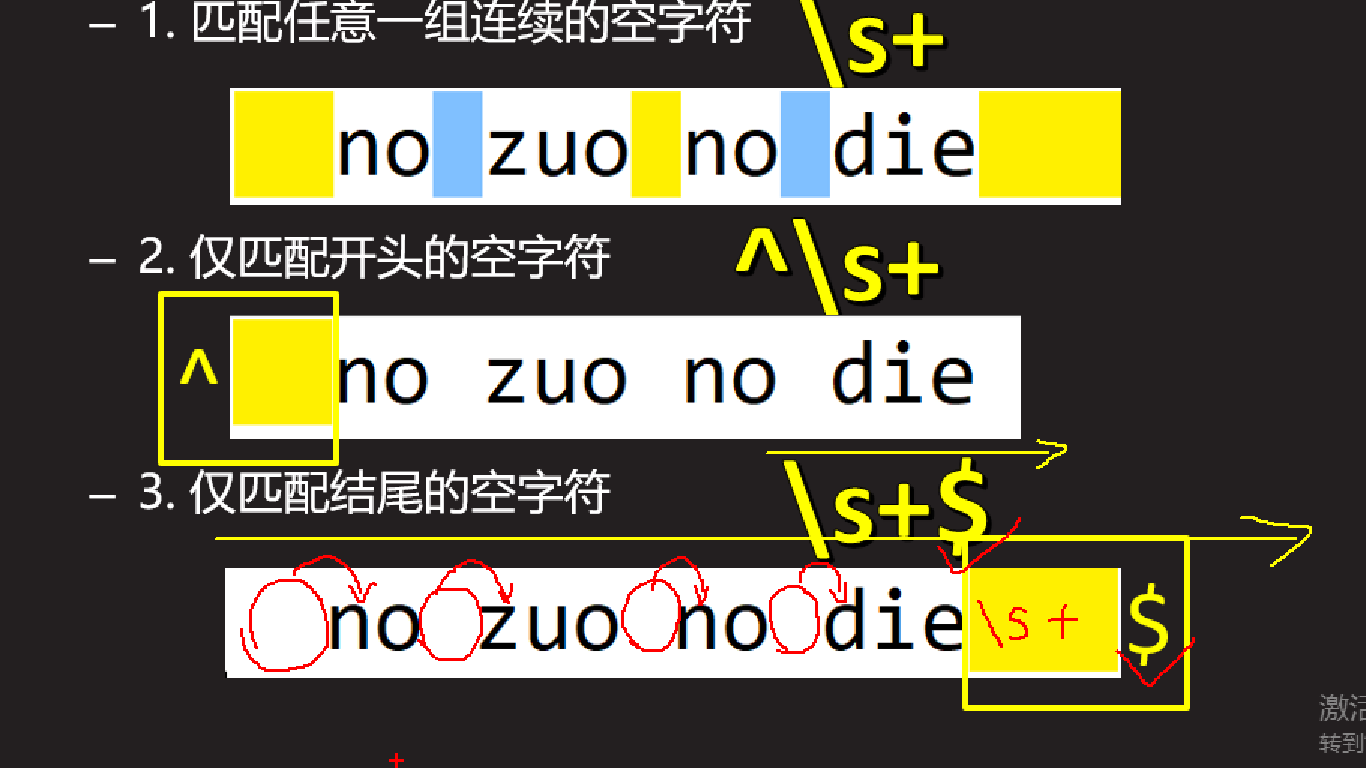 – 1. 匹配任意一组连续的空字符 \s+
no zuo no die
– 2. 仅匹配开头的空字符 ^\s+
^ no zuo no die
– 3. 仅匹配结尾的空字符 \s+$
no zuo no die \s+ $
激活
转到